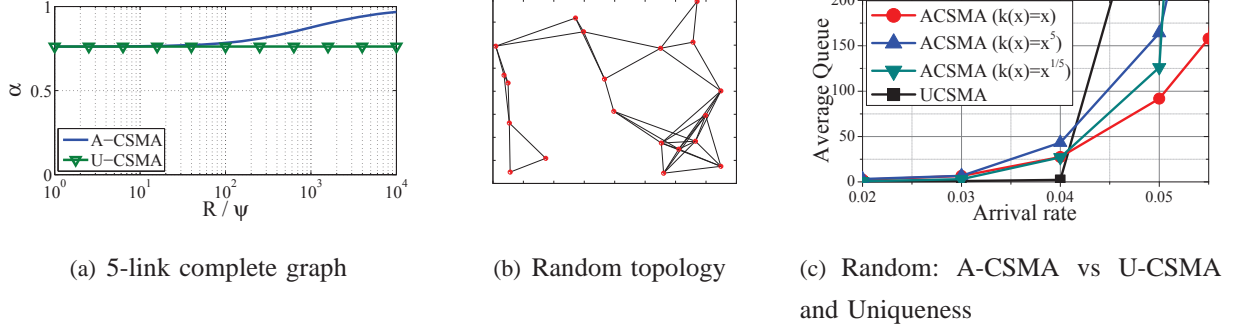 1
0.5
0
α
A−CSMA
U−CSMA
10^0 10^1 10^2 10^3 10^4
R / ψ
(a) 5-link complete graph
(b) Random topology
200
150
100
50
25
0
Average Queue
ACSMA (k(x)=x)
ACSMA (k(x)=x^5)
ACSMA (k(x)=x^1/5)
UCSMA
0.02 0.03 0.04 0.05
Arrival rate
(c) Random: A-CSMA vs U-CSMA
and Uniqueness